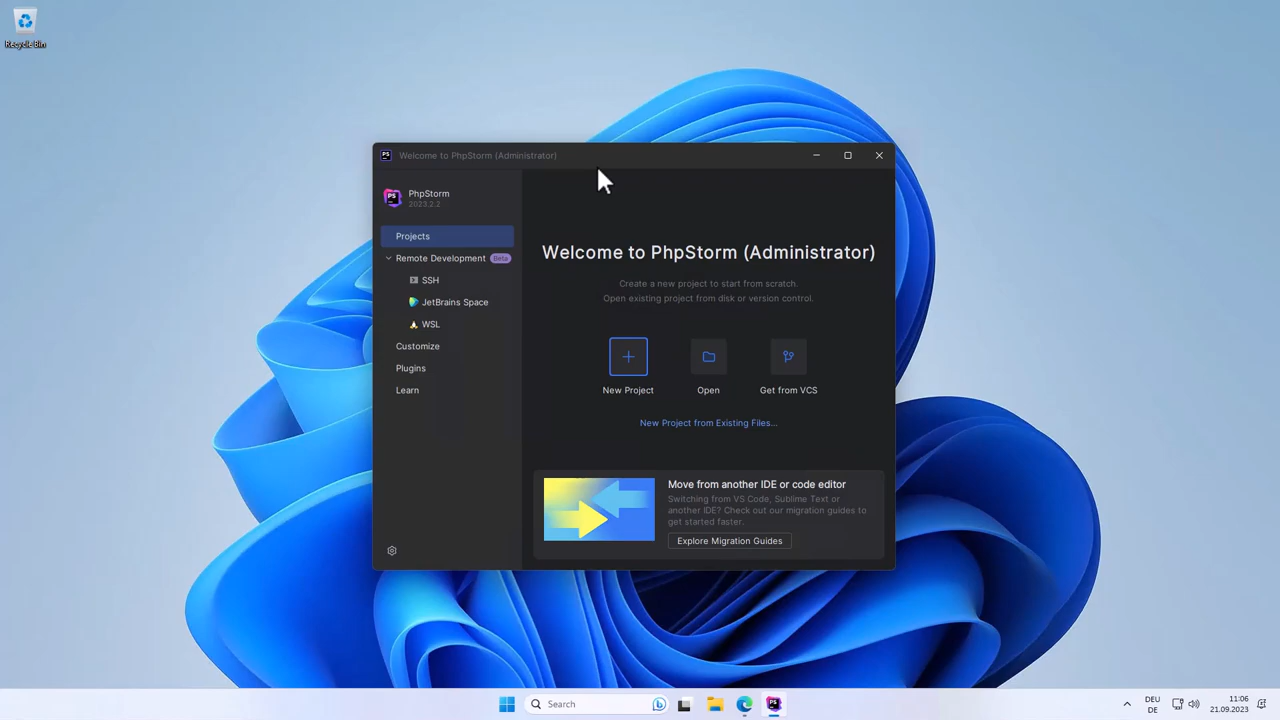 Recycle Bin
Welcome to PhpStorm (Administrator)
PhpStorm
2023.2.2
Projects
Remote Development Beta
SSH
JetBrains Space
WSL
Customize
Plugins
Learn
Welcome to PhpStorm (Administrator)
Create a new project to start from scratch.
Open existing project from disk or version control.
New Project
Open
Get from VCS
New Project from Existing Files...
Move from another IDE or code editor
Switching from VS Code, Sublime Text or
another IDE? Check out our migration guides to
get started faster.
Explore Migration Guides
Search
DEU
DE
11:06
21.09.2023